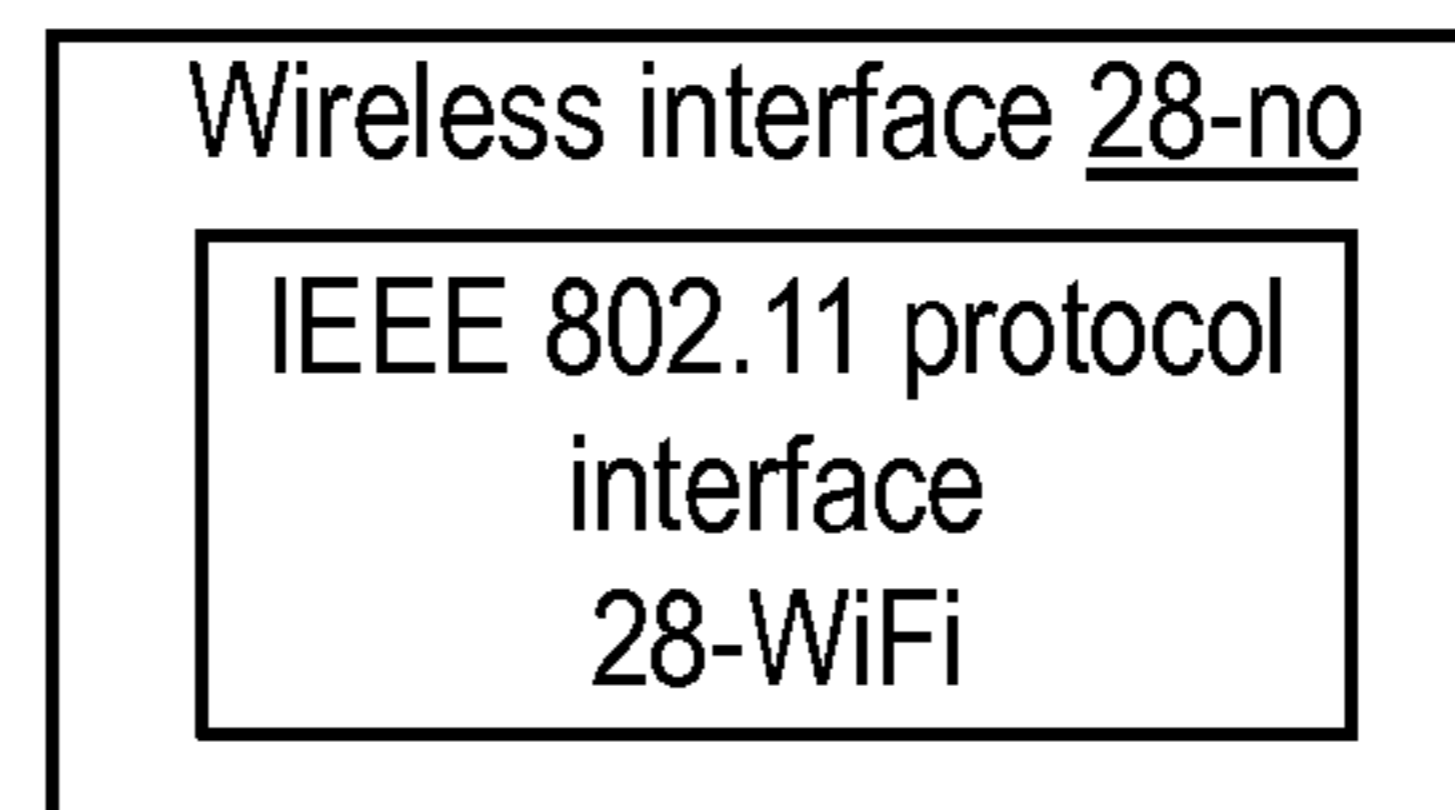 Wireless interface 28-no
IEEE 802.11 protocol
interface
28-WiFi